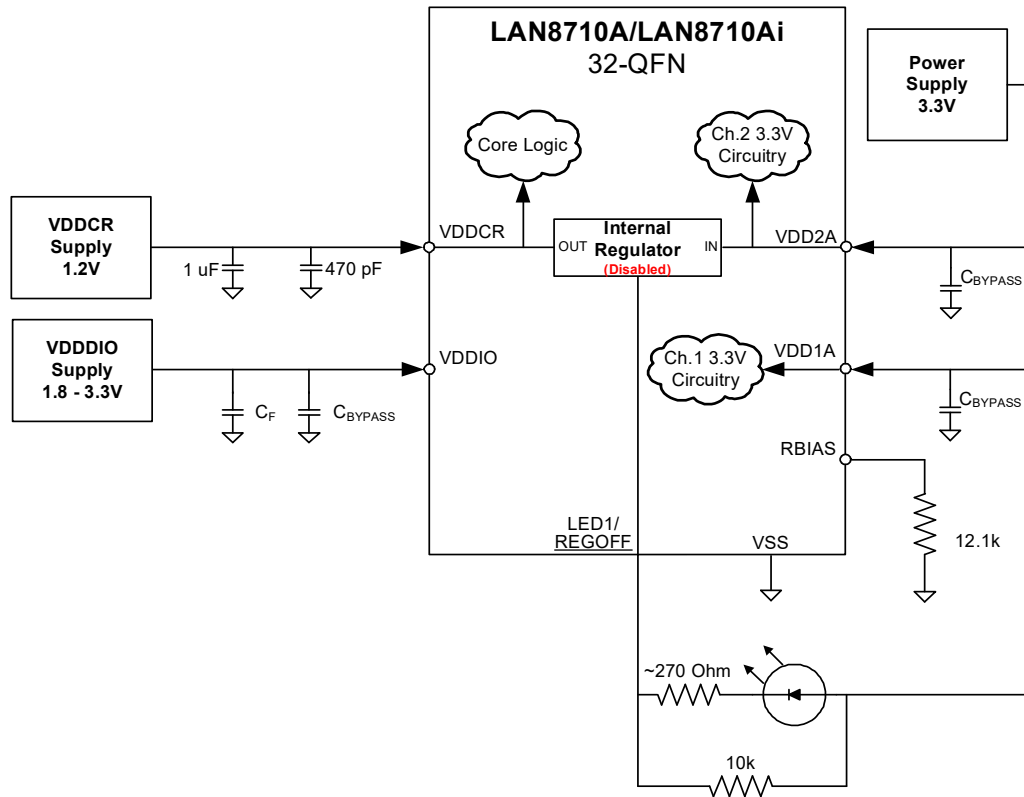 LAN8710A/LAN8710Ai
32-QFN
Power
Supply
3.3V
Core Logic
Ch.2 3.3V
Circuitry
VDDCR
Supply
1.2V
1 uF
470 pF
VDDCR
OUT
Internal
Regulator
(Disabled)
IN
VDD2A
CBYPASS
VDDDIO
Supply
1.8 - 3.3V
CF
CBYPASS
VDDIO
Ch.1 3.3V
Circuitry
VDD1A
CBYPASS
RBIAS
12.1k
LED1/
REGOFF
VSS
~270 Ohm
10k